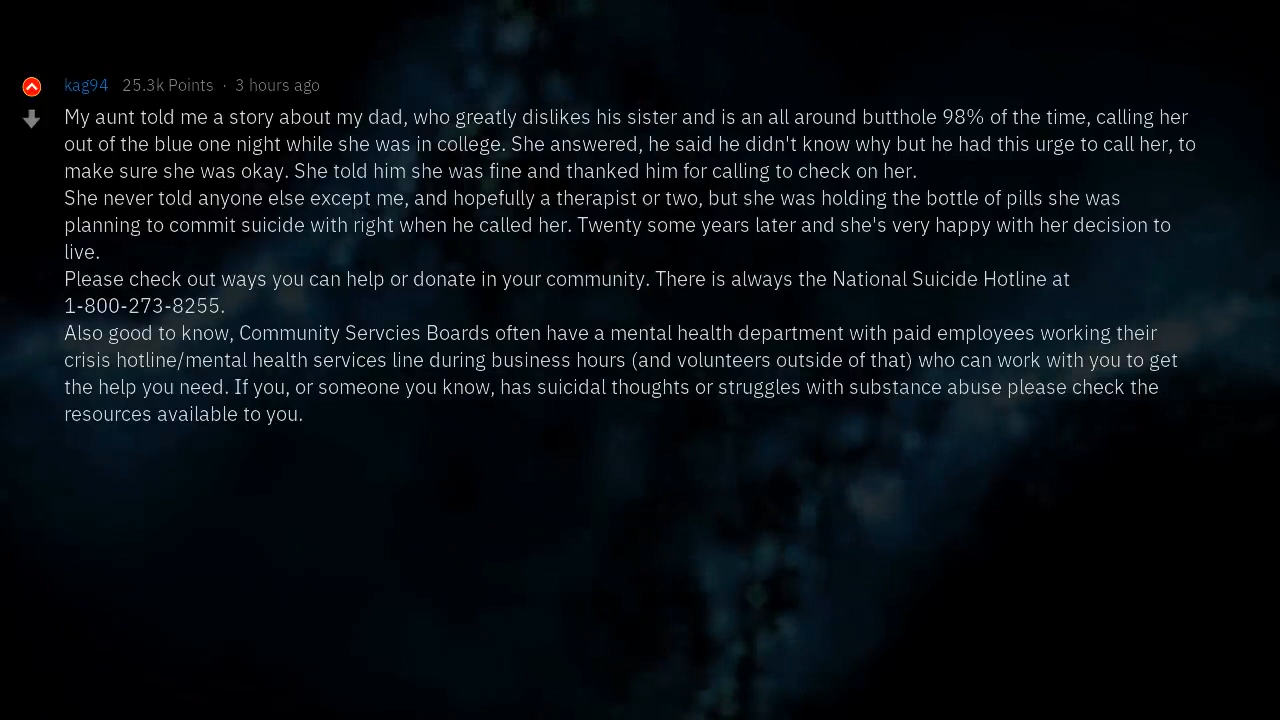 kag94 25.3k Points · 3 hours ago
My aunt told me a story about my dad, who greatly dislikes his sister and is an all around butthole 98% of the time, calling her
out of the blue one night while she was in college. She answered, he said he didn't know why but he had this urge to call her, to
make sure she was okay. She told him she was fine and thanked him for calling to check on her.
She never told anyone else except me, and hopefully a therapist or two, but she was holding the bottle of pills she was
planning to commit suicide with right when he called her. Twenty some years later and she's very happy with her decision to
live.
Please check out ways you can help or donate in your community. There is always the National Suicide Hotline at
1-800-273-8255.
Also good to know, Community Servcies Boards often have a mental health department with paid employees working their
crisis hotline/mental health services line during business hours (and volunteers outside of that) who can work with you to get
the help you need. If you, or someone you know, has suicidal thoughts or struggles with substance abuse please check the
resources available to you.